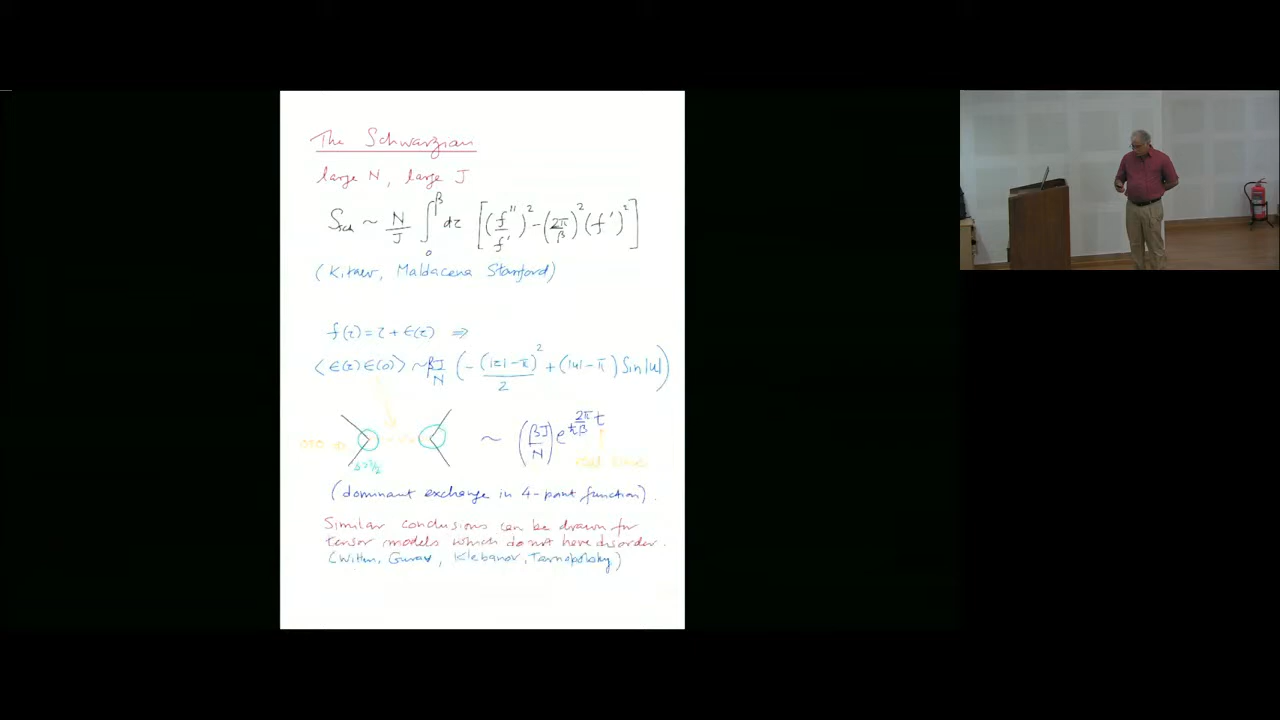 The Schwarzian
large N, large J
S_Sch ~ N/J ∫_0^β dτ [(f''/f')^2 - (2π/β)^2 (f')^2]
(Kitaev, Maldacena Stanford)
f(τ) = τ + ε(τ) ⇒
⟨ε(τ)ε(0)⟩ ~ βJ/N (-(|τ|-π)^2/2 + (|u|-π) Sin|u|)
~ (βJ/N) e^{2π/ħβ t}
(dominant exchange in 4-point function).
Similar conclusions can be drawn for
tensor models which do not have disorder.
(Witten, Gurau, Klebanov, Tarnopolsky)